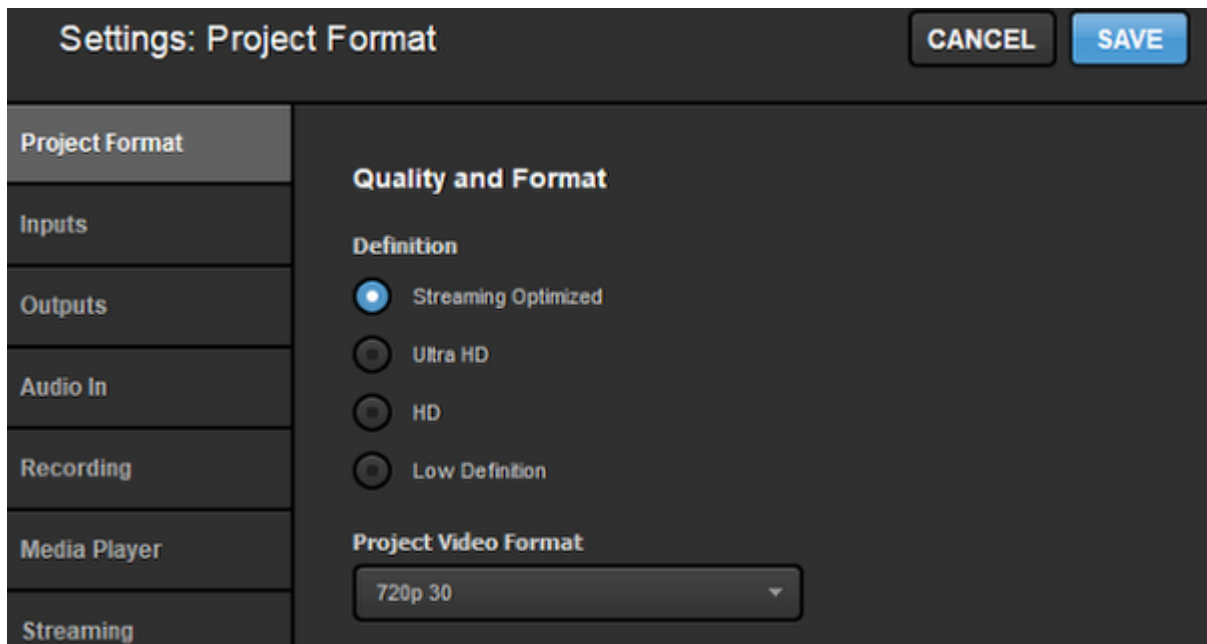 Settings: Project Format
CANCEL
SAVE
Project Format
Inputs
Outputs
Audio In
Recording
Media Player
Streaming
Quality and Format
Definition
Streaming Optimized
Ultra HD
HD
Low Definition
Project Video Format
720p 30